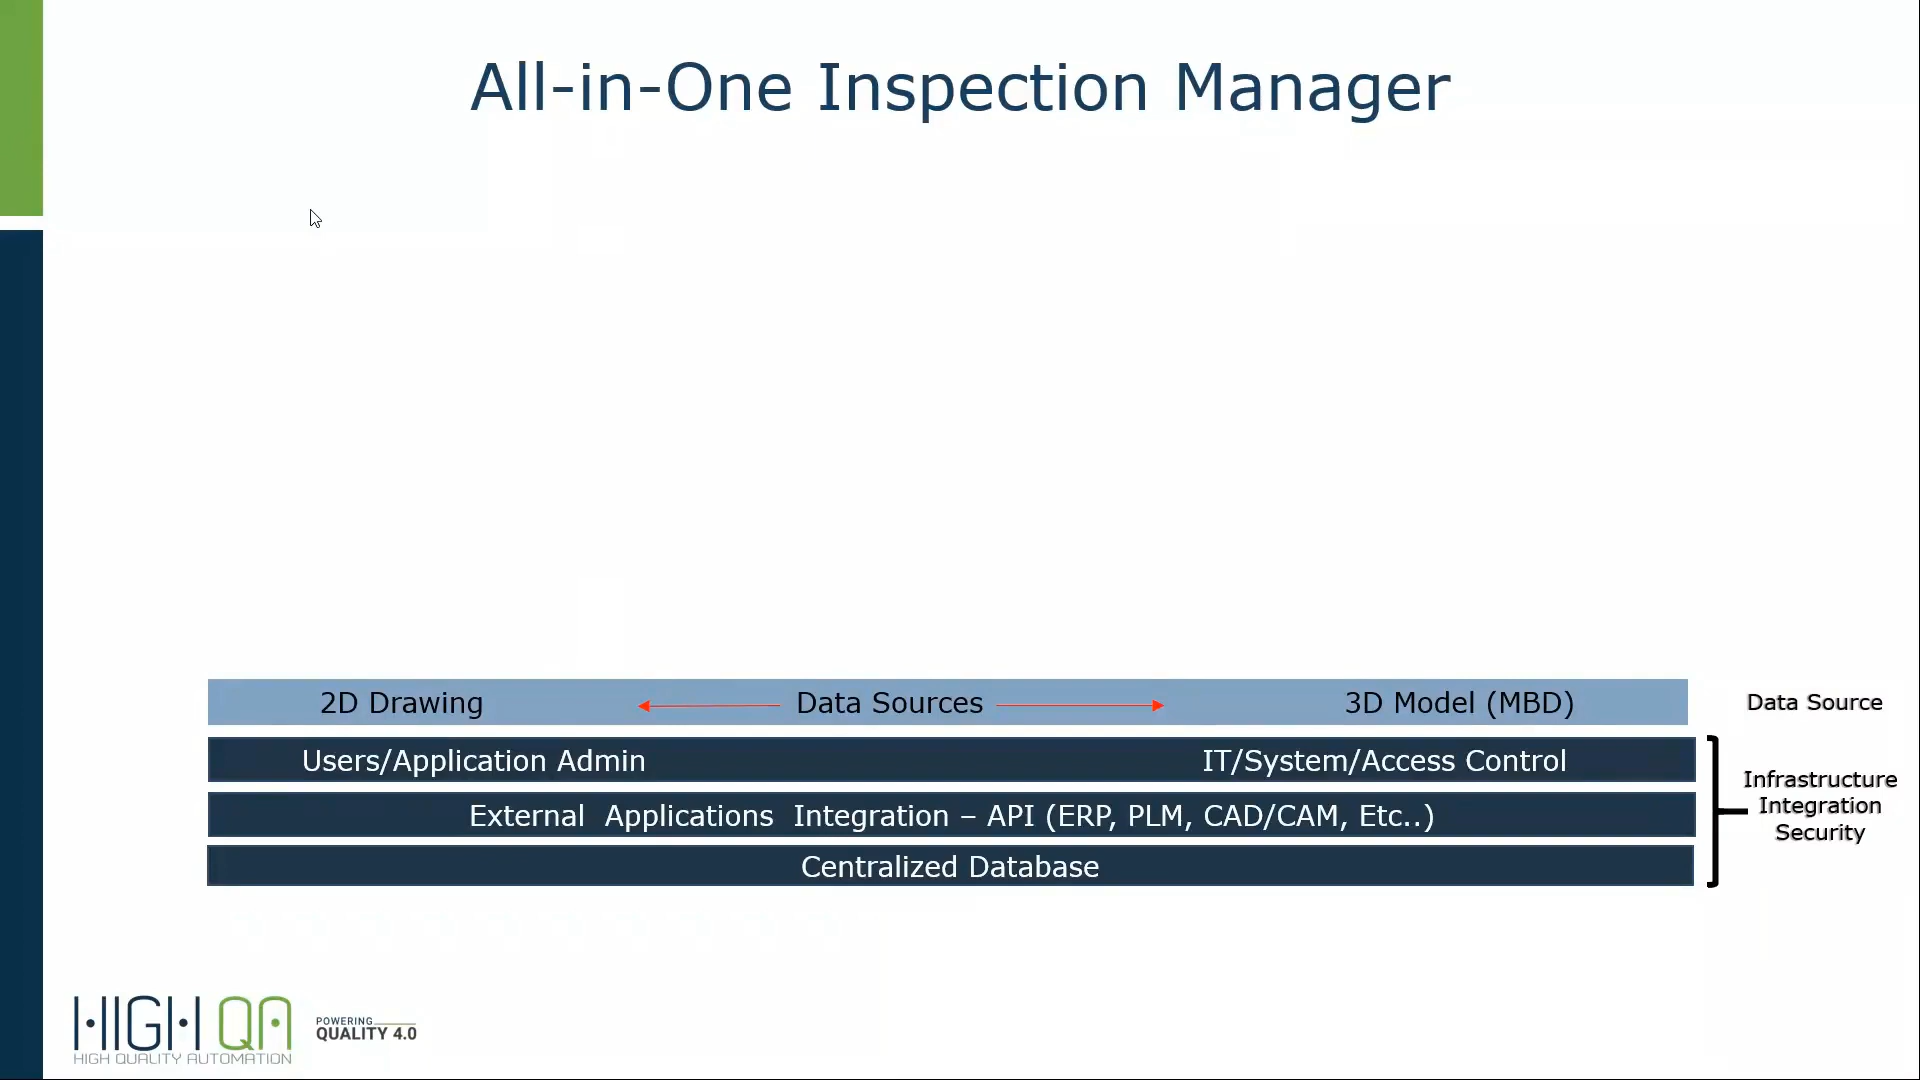 All-in-One Inspection Manager
2D Drawing Data Sources 3D Model (MBD) Data Source
Users/Application Admin IT/System/Access Control
External Applications Integration – API (ERP, PLM, CAD/CAM, Etc..)
Centralized Database
Infrastructure
Integration
Security
HIGH QA
HIGH QUALITY AUTOMATION
POWERING
QUALITY 4.0